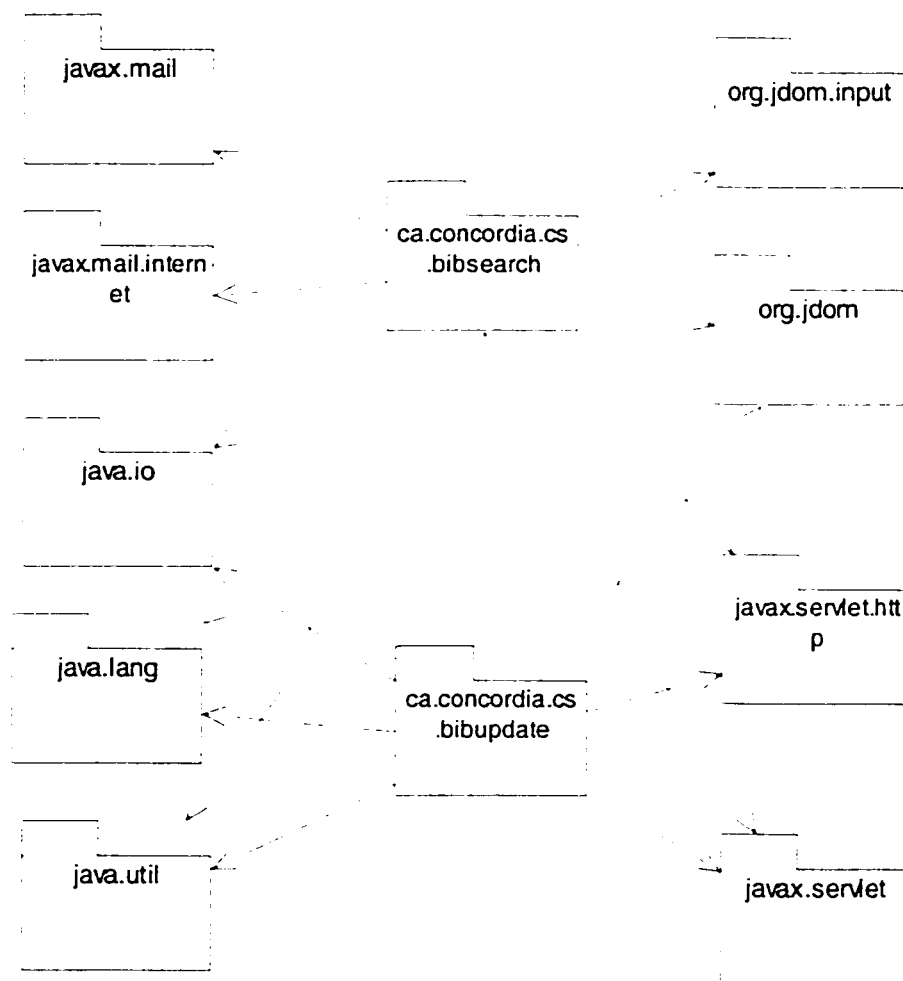 javax.mail
org.jdom.input
ca.concordia.cs
.bibsearch
javax.mail.intern
et
org.jdom
java.io
javax.servlet.htt
p
java.lang
ca.concordia.cs
.bibupdate
java.util
javax.servlet